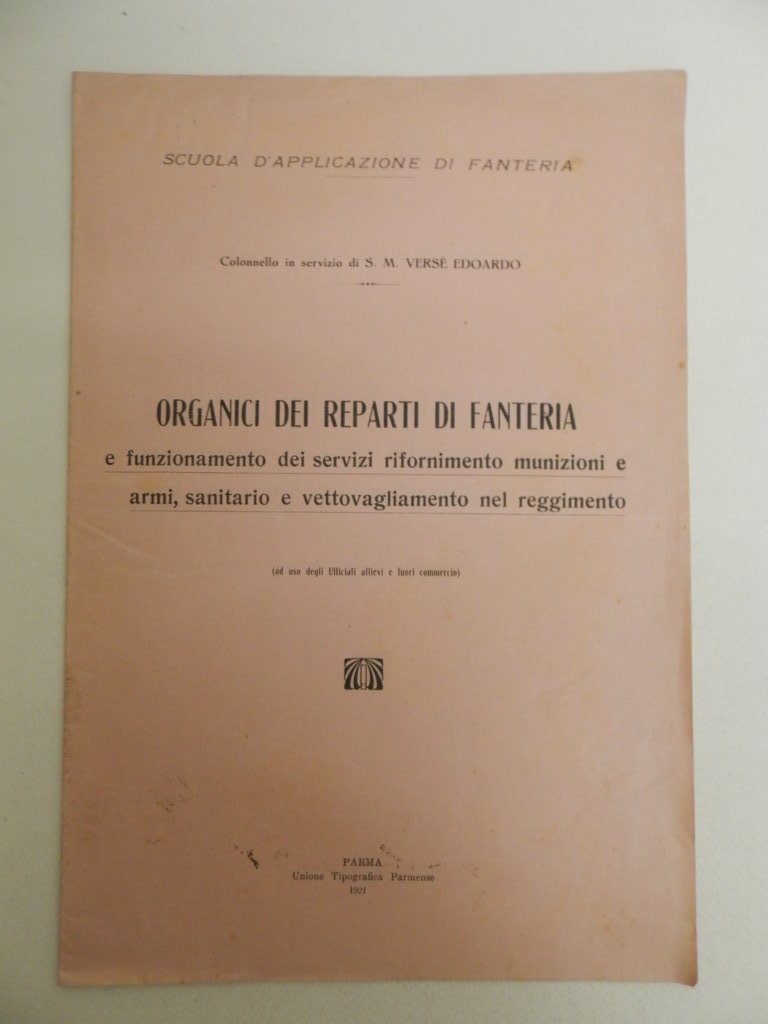 SCUOLA D'APPLICAZIONE DI FANTERIA
Colonnello in servizio di S. M. VERSÈ EDOARDO
ORGANICI DEI REPARTI DI FANTERIA
e funzionamento dei servizi rifornimento munizioni e
armi, sanitario e vettovagliamento nel reggimento
(ad uso degli Ufficiali allievi e fuori commercio)
PARMA
Unione Tipografica Parmense
1921